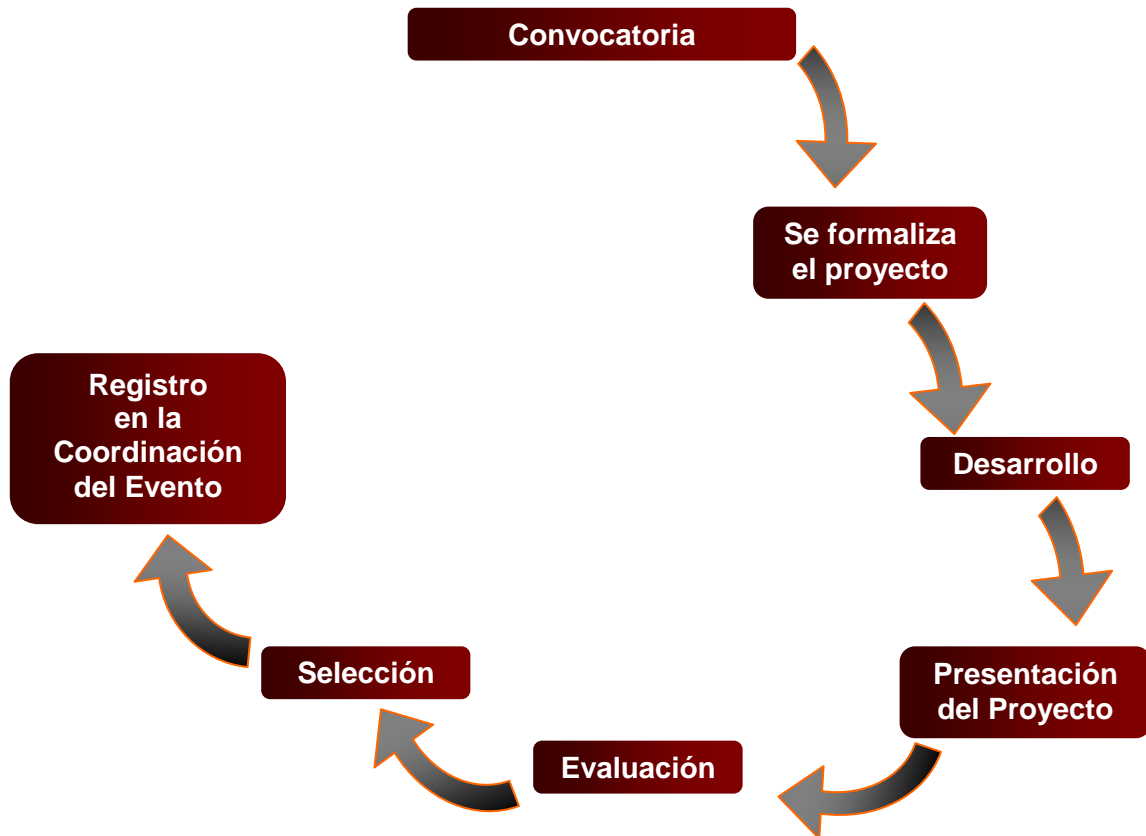 Convocatoria
Se formaliza
el proyecto
Desarrollo
Presentación
del Proyecto
Evaluación
Selección
Registro
en la
Coordinación
del Evento